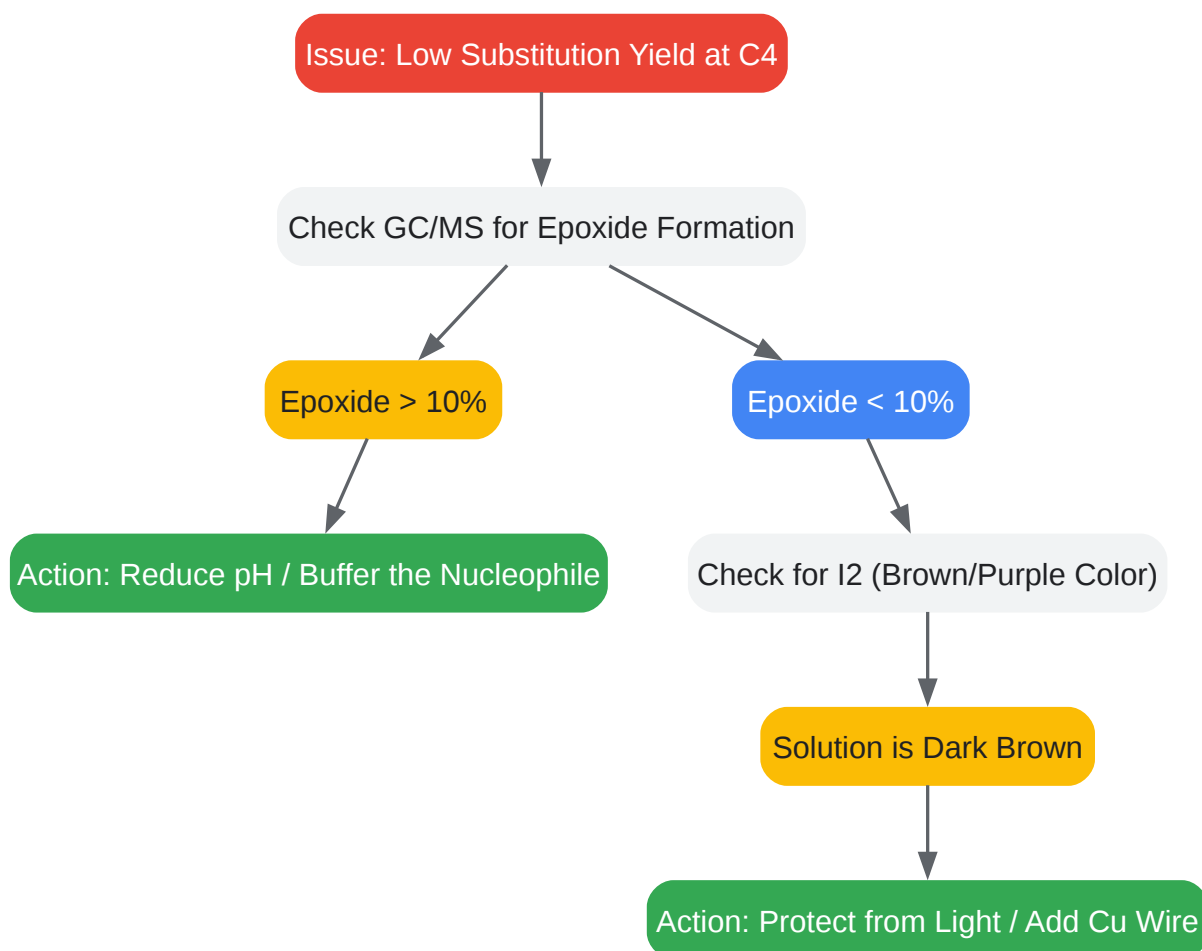 Issue: Low Substitution Yield at C4
Check GC/MS for Epoxide Formation
Epoxide > 10%
Epoxide < 10%
Action: Reduce pH / Buffer the Nucleophile
Check for I2 (Brown/Purple Color)
Solution is Dark Brown
Action: Protect from Light / Add Cu Wire